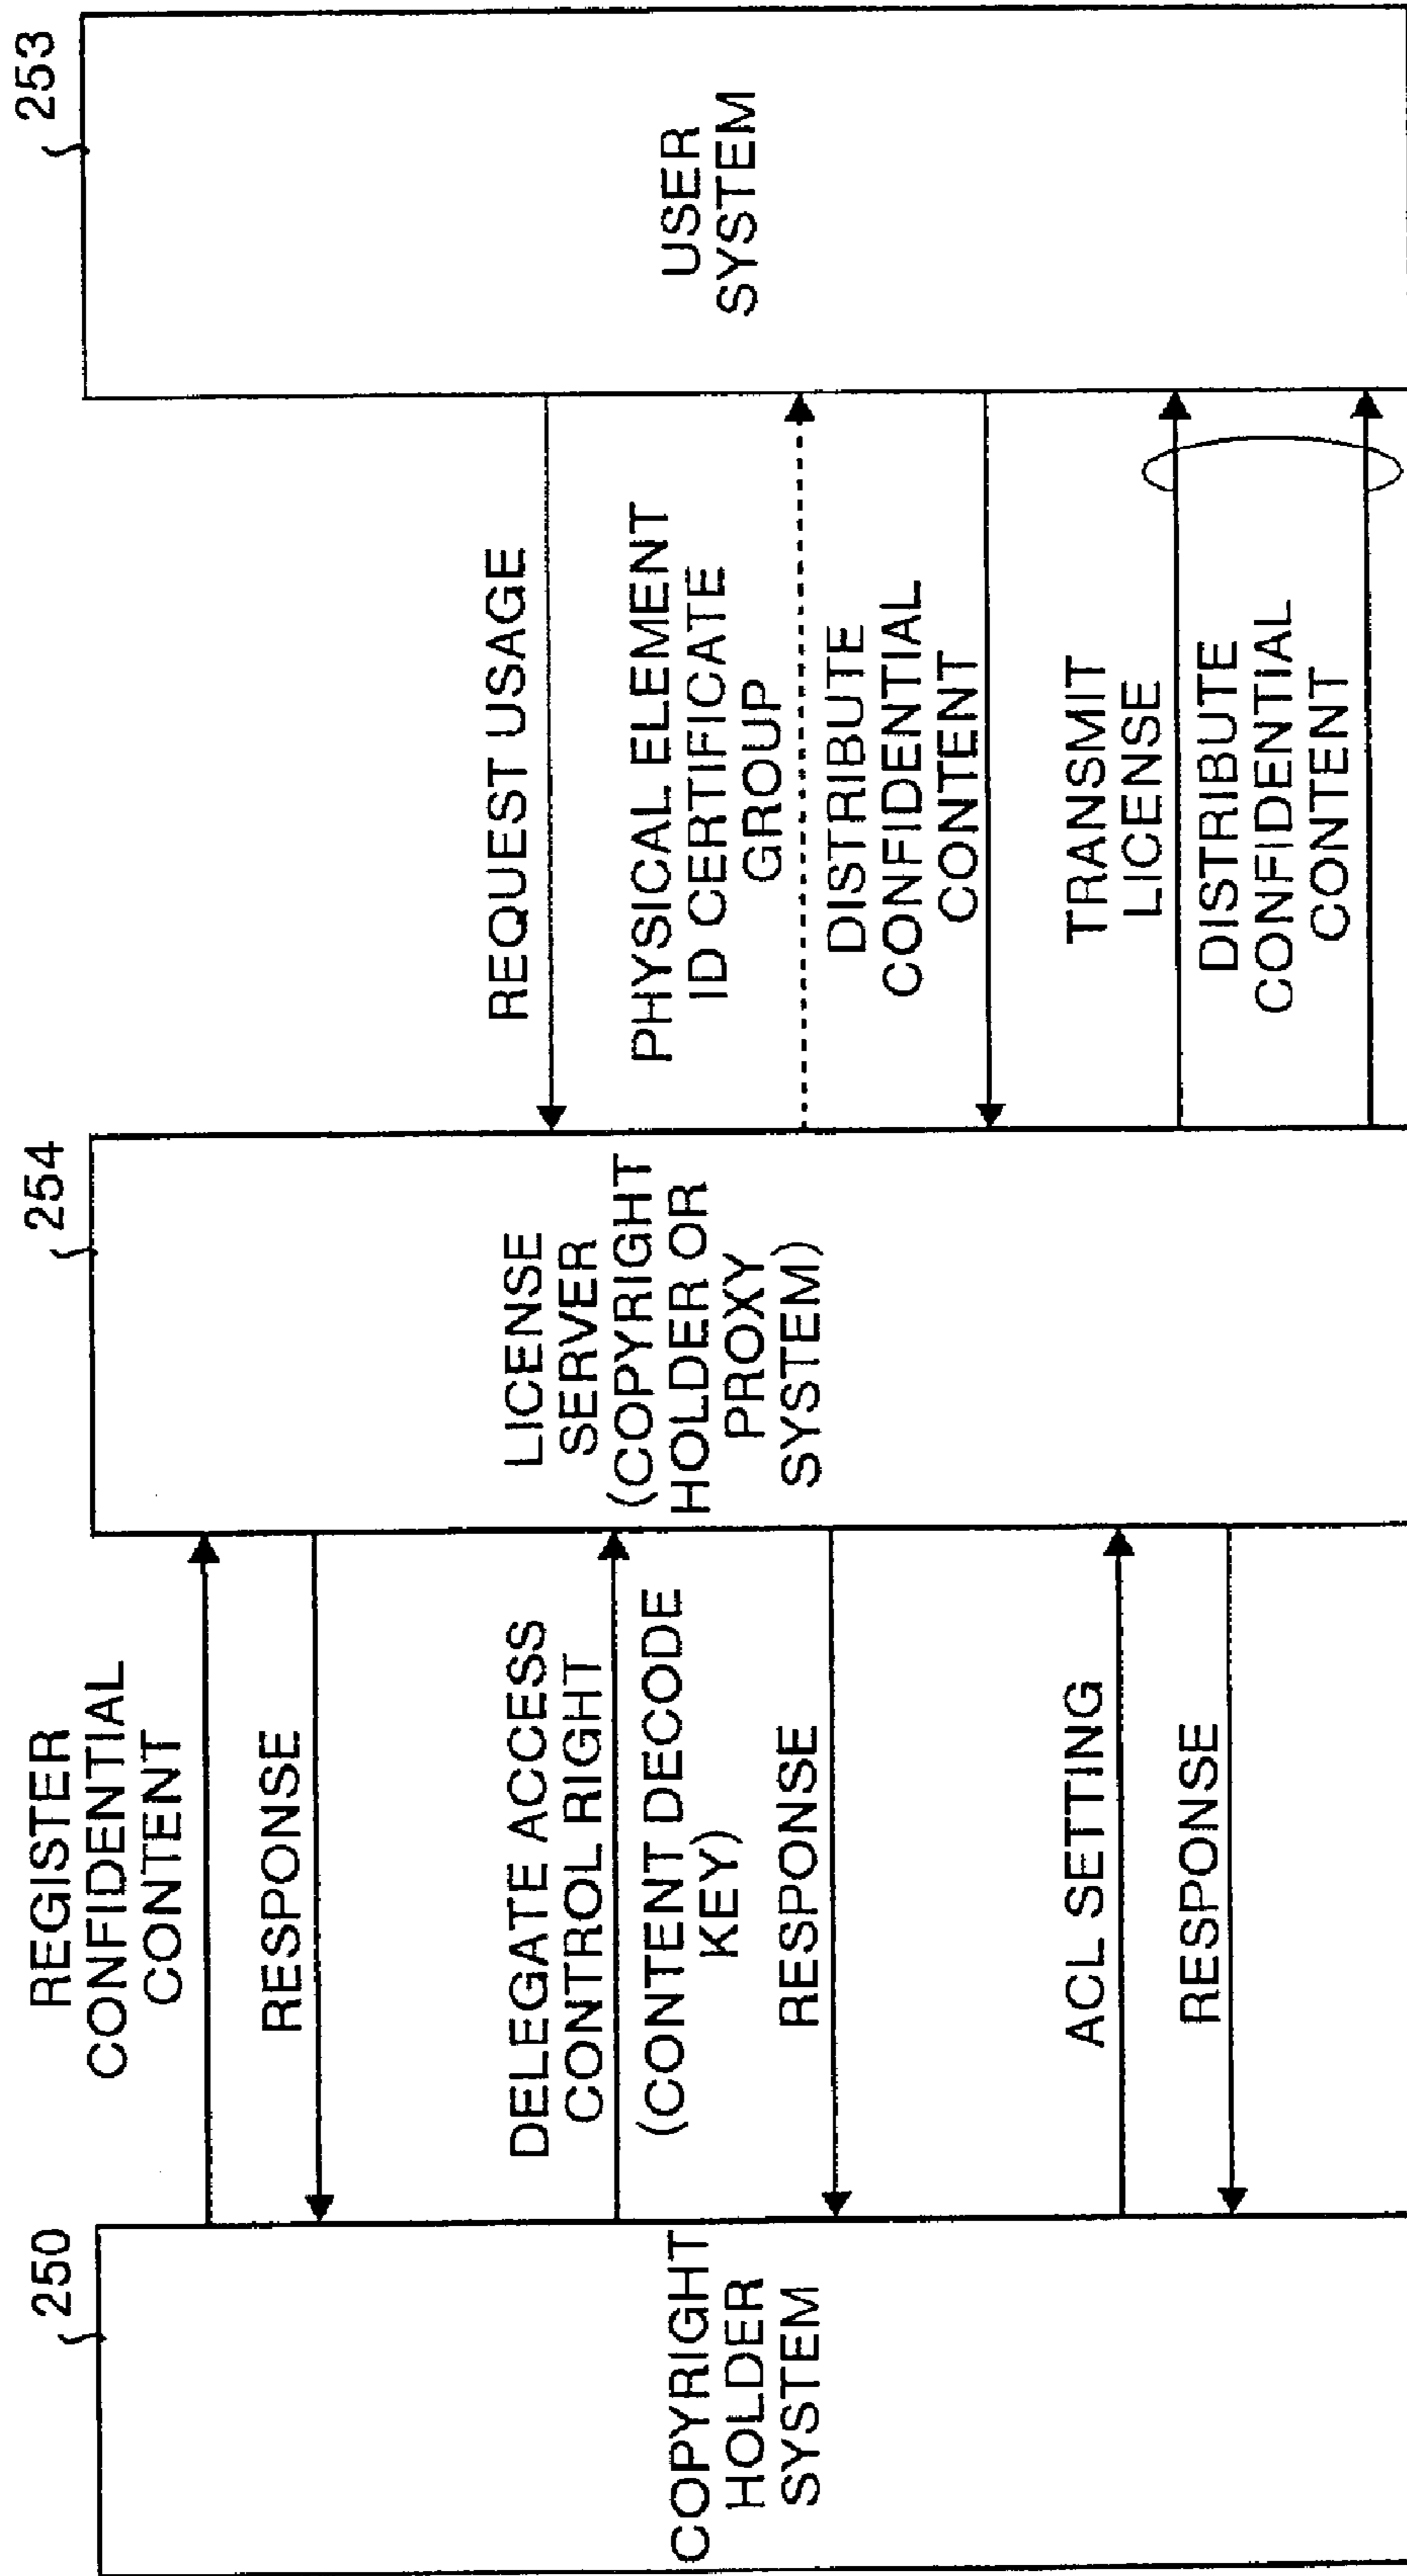 250
COPYRIGHT
HOLDER
SYSTEM
REGISTER
CONFIDENTIAL
CONTENT
RESPONSE
DELEGATE ACCESS
CONTROL RIGHT
(CONTENT DECODE
KEY)
RESPONSE
ACL SETTING
RESPONSE
254
LICENSE
SERVER
(COPYRIGHT
HOLDER OR
PROXY
SYSTEM)
REQUEST USAGE
PHYSICAL ELEMENT
ID CERTIFICATE
GROUP
DISTRIBUTE
CONFIDENTIAL
CONTENT
TRANSMIT
LICENSE
DISTRIBUTE
CONFIDENTIAL
CONTENT
253
USER
SYSTEM